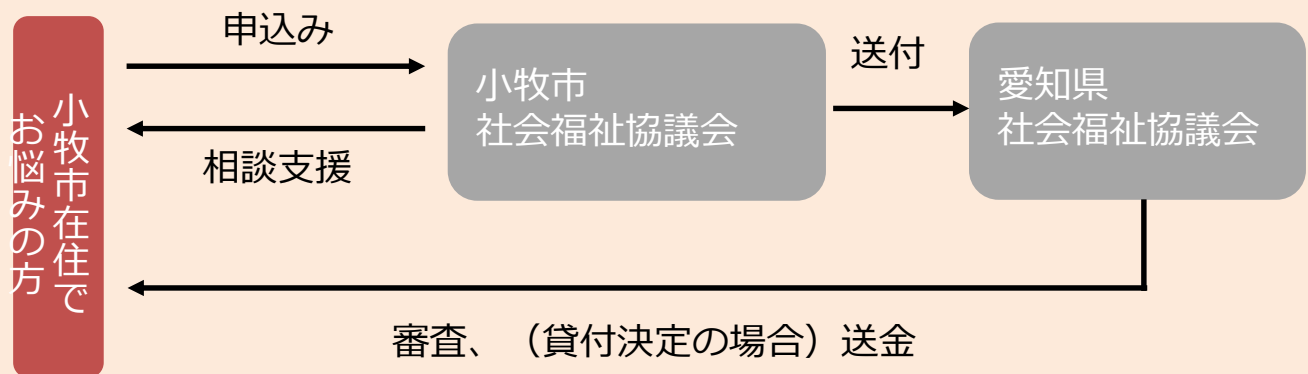 小牧市在住で
お悩みの方
申込み
相談支援
小牧市
社会福祉協議会
送付
愛知県
社会福祉協議会
審査、（貸付決定の場合）送金